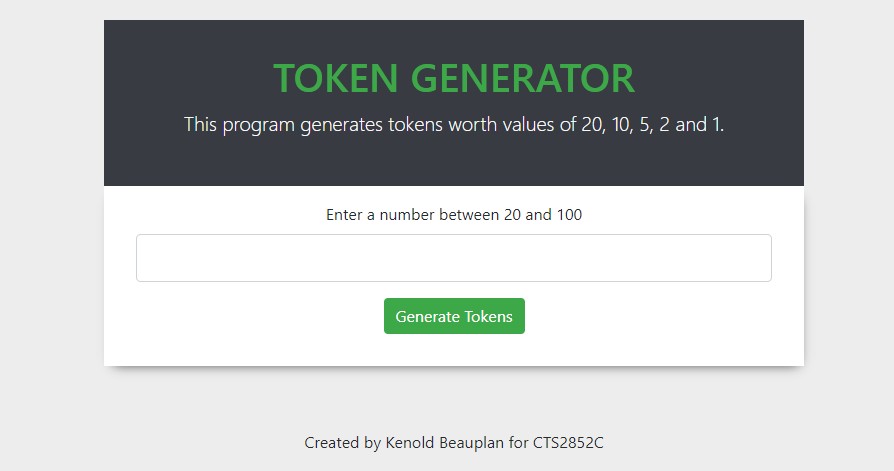 TOKEN GENERATOR
This program generates tokens worth values of 20, 10, 5, 2 and 1.
Enter a number between 20 and 100
Generate Tokens
Created by Kenold Beauplan for CTS2852C